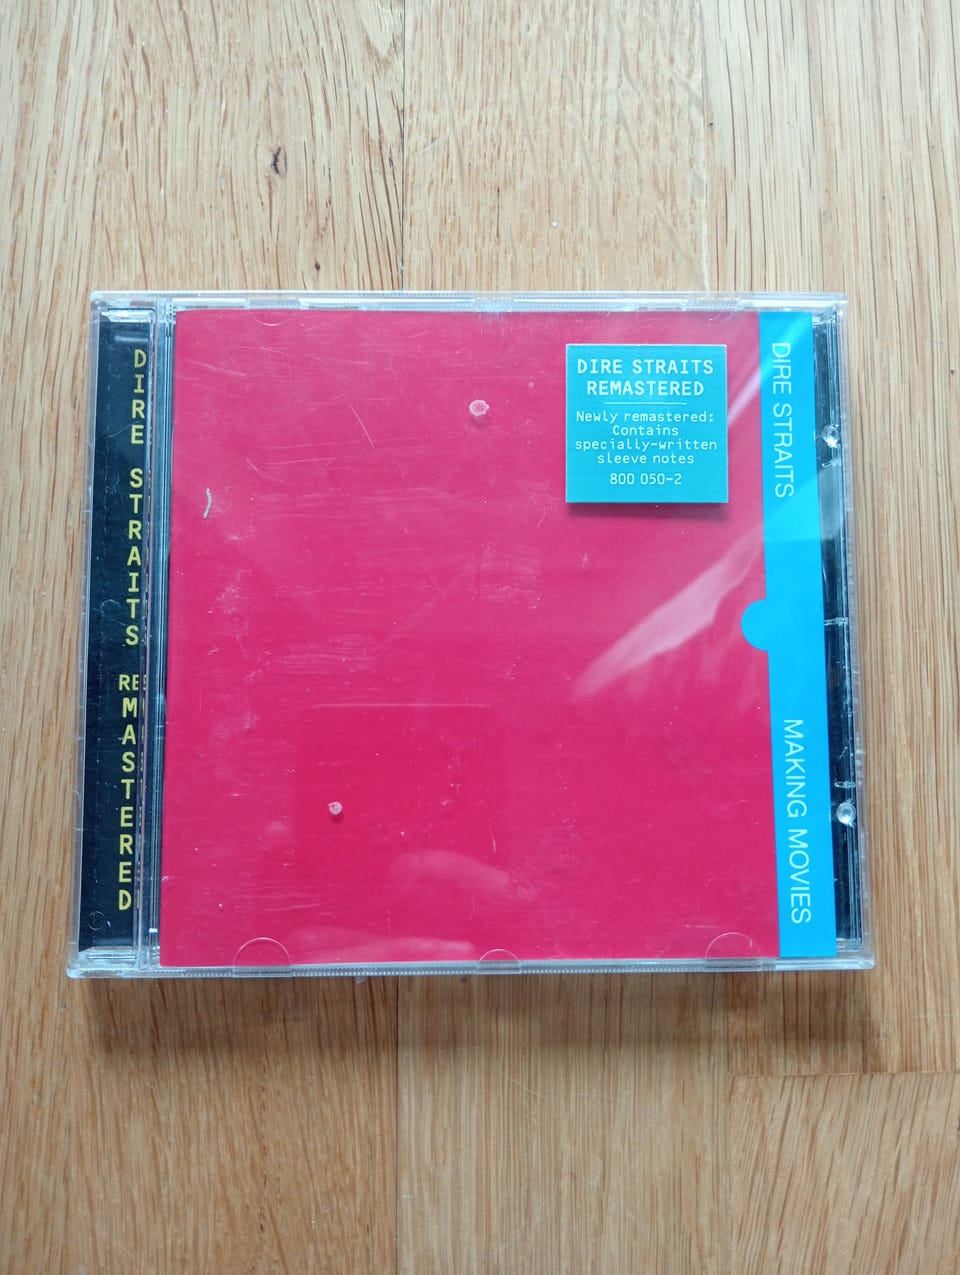 DIRE STRAITS REMASTERED
DIRE STRAITS
REMASTERED
Newly remastered:
Contains
specially-written
sleeve notes
800 050-2
DIRE STRAITS
MAKING MOVIES